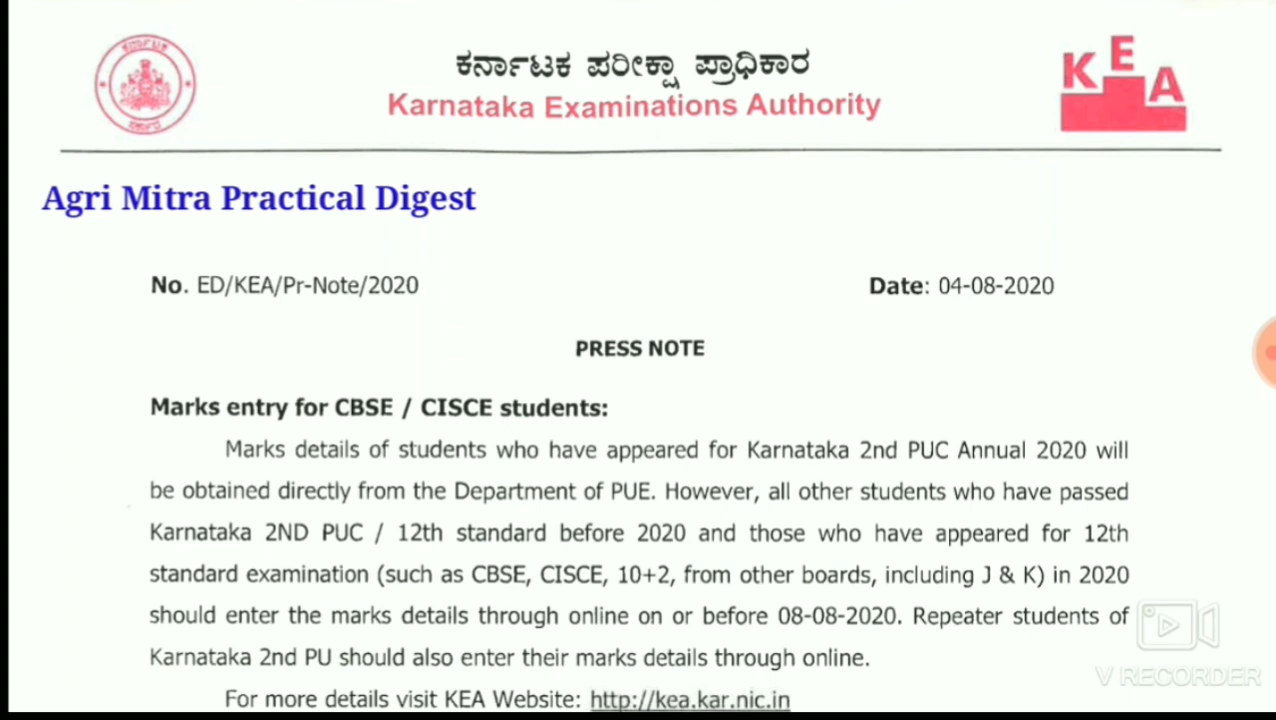 ಕರ್ನಾಟಕ ಪರೀಕ್ಷಾ ಪ್ರಾಧಿಕಾರ
KEA
Karnataka Examinations Authority
Agri Mitra Practical Digest
No. ED/KEA/Pr-Note/2020 Date: 04-08-2020
PRESS NOTE
Marks entry for CBSE / CISCE students:
Marks details of students who have appeared for Karnataka 2nd PUC Annual 2020 will
be obtained directly from the Department of PUE. However, all other students who have passed
Karnataka 2ND PUC / 12th standard before 2020 and those who have appeared for 12th
standard examination (such as CBSE, CISCE, 10+2, from other boards, including J & K) in 2020
should enter the marks details through online on or before 08-08-2020. Repeater students of
Karnataka 2nd PU should also enter their marks details through online.
V RECORDER
For more details visit KEA Website: http://kea.kar.nic.in